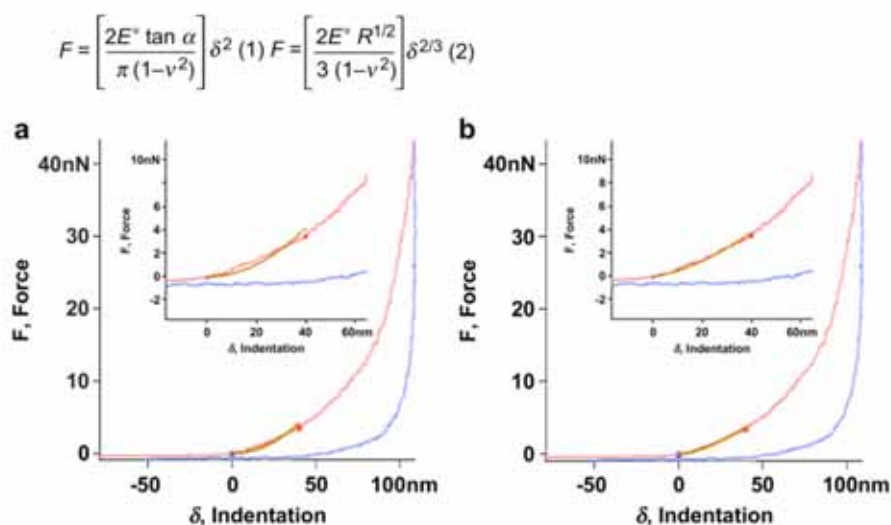 F = [2E* tan α / π (1–ν²)] δ² (1) F = [2E* R^1/2 / 3 (1–ν²)] δ^2/3 (2)
a
40nN
30
20
10
0
F, Force
-50 0 50 100nm
δ, Indentation
10nN
8
6
4
2
0
-2
F, Force
0 20 40 60nm
δ, Indentation
b
40nN
30
20
10
0
F, Force
-50 0 50 100nm
δ, Indentation
10nN
8
6
4
2
0
-2
F, Force
0 20 40 60nm
δ, Indentation